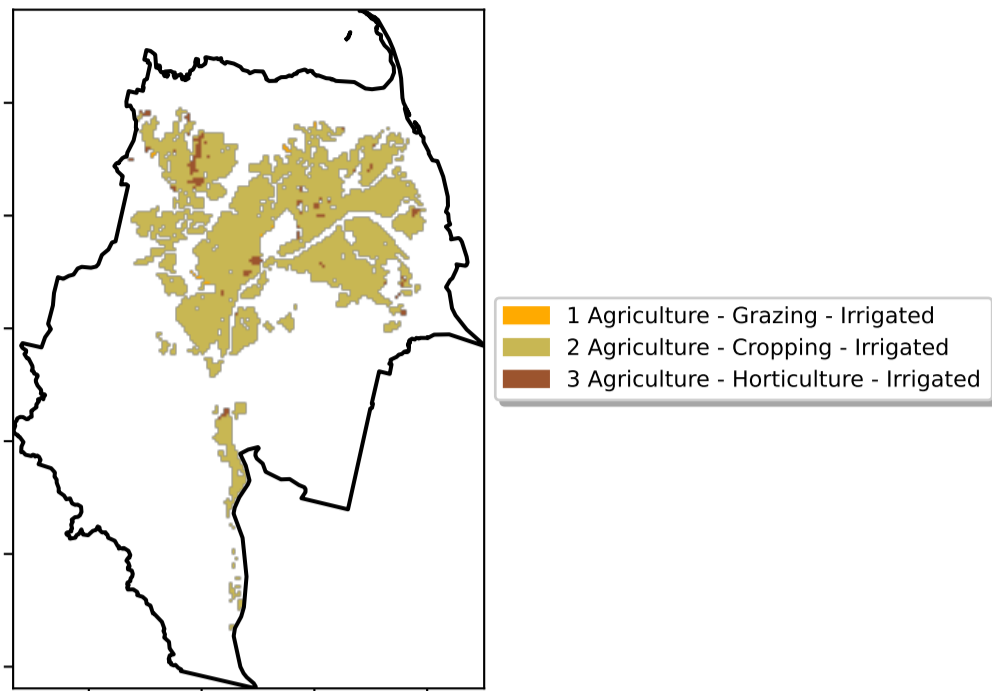 1 Agriculture - Grazing - Irrigated
2 Agriculture - Cropping - Irrigated
3 Agriculture - Horticulture - Irrigated